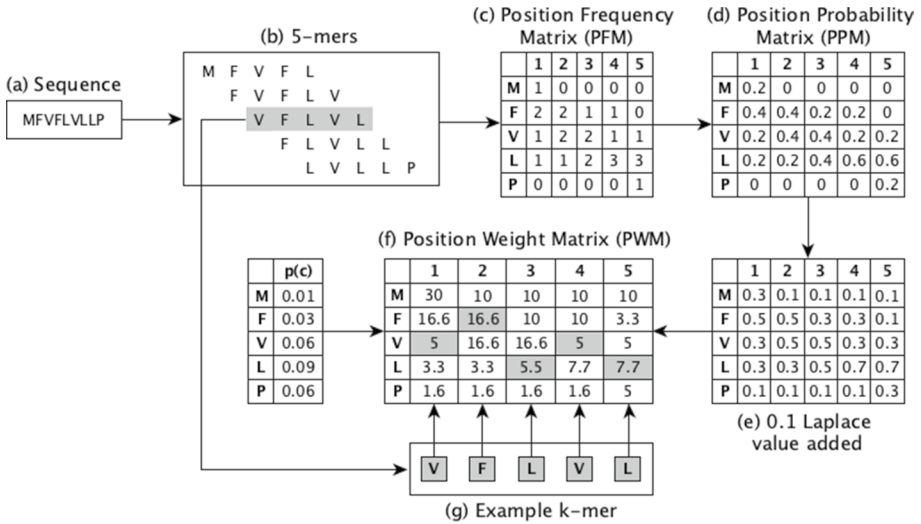 (a) Sequence
MFVFLVLLP
(b) 5-mers
M F V F L
F V F L V
V F L V L
F L V L L
L V L L P
(c) Position Frequency
Matrix (PFM)
1 2 3 4 5
M 1 0 0 0 0
F 2 2 1 1 0
V 1 2 2 1 1
L 1 1 2 3 3
P 0 0 0 0 1
(d) Position Probability
Matrix (PPM)
1 2 3 4 5
M 0.2 0 0 0 0
F 0.4 0.4 0.2 0.2 0
V 0.2 0.4 0.4 0.2 0.2
L 0.2 0.2 0.4 0.6 0.6
P 0 0 0 0 0.2
1 2 3 4 5
M 0.3 0.1 0.1 0.1 0.1
F 0.5 0.5 0.3 0.3 0.1
V 0.3 0.5 0.5 0.3 0.3
L 0.3 0.3 0.5 0.7 0.7
P 0.1 0.1 0.1 0.1 0.3
(e) 0.1 Laplace
value added
p(c)
M 0.01
F 0.03
V 0.06
L 0.09
P 0.06
(f) Position Weight Matrix (PWM)
1 2 3 4 5
M 30 10 10 10 10
F 16.6 16.6 10 10 3.3
V 5 16.6 16.6 5 5
L 3.3 3.3 5.5 7.7 7.7
P 1.6 1.6 1.6 1.6 5
V F L V L
(g) Example k-mer